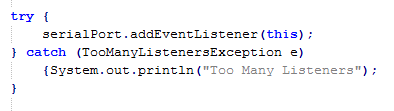 try {
    serialPort.addEventListener(this);
} catch (TooManyListenersException e)
    {System.out.println("Too Many Listeners");
}